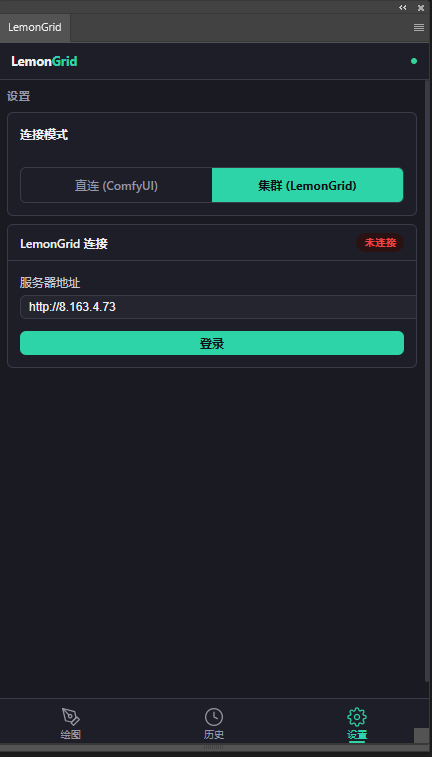 LemonGrid
LemonGrid
设置
连接模式
直连 (ComfyUI)
集群 (LemonGrid)
LemonGrid 连接
未连接
服务器地址
http://8.163.4.73
登录
绘图
历史
设置